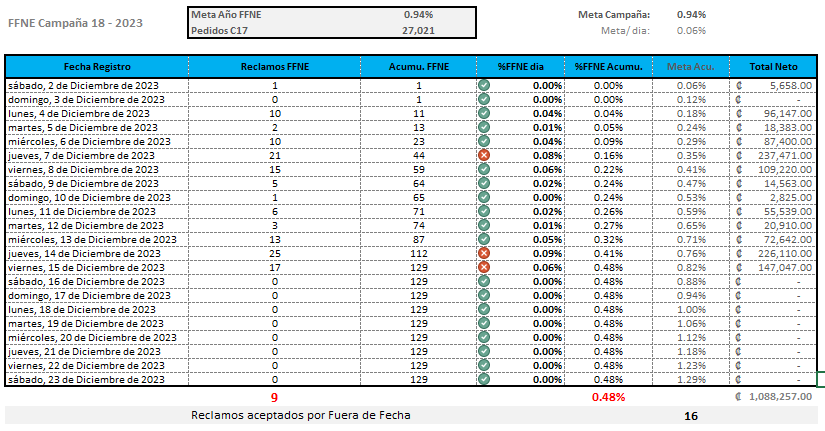 FFNE Campaña 18 - 2023
Meta Año FFNE 0.94% Meta Campaña: 0.94%
Pedidos C17 27,021 Meta/ dia: 0.06%
Fecha Registro Reclamos FFNE Acumu. FFNE %FFNE dia %FFNE Acumu. Meta Acu. Total Neto
sábado, 2 de Diciembre de 2023 1 1 0.00% 0.00% 0.06% ₡ 5,658.00
domingo, 3 de Diciembre de 2023 0 1 0.00% 0.00% 0.12% ₡ -
lunes, 4 de Diciembre de 2023 10 11 0.04% 0.04% 0.18% ₡ 96,147.00
martes, 5 de Diciembre de 2023 2 13 0.01% 0.05% 0.24% ₡ 18,383.00
miércoles, 6 de Diciembre de 2023 10 23 0.04% 0.09% 0.29% ₡ 87,400.00
jueves, 7 de Diciembre de 2023 21 44 0.08% 0.16% 0.35% ₡ 237,471.00
viernes, 8 de Diciembre de 2023 15 59 0.06% 0.22% 0.41% ₡ 109,220.00
sábado, 9 de Diciembre de 2023 5 64 0.02% 0.24% 0.47% ₡ 14,563.00
domingo, 10 de Diciembre de 2023 1 65 0.00% 0.24% 0.53% ₡ 2,825.00
lunes, 11 de Diciembre de 2023 6 71 0.02% 0.26% 0.59% ₡ 55,539.00
martes, 12 de Diciembre de 2023 3 74 0.01% 0.27% 0.65% ₡ 20,910.00
miércoles, 13 de Diciembre de 2023 13 87 0.05% 0.32% 0.71% ₡ 72,642.00
jueves, 14 de Diciembre de 2023 25 112 0.09% 0.41% 0.76% ₡ 226,110.00
viernes, 15 de Diciembre de 2023 17 129 0.06% 0.48% 0.82% ₡ 147,047.00
sábado, 16 de Diciembre de 2023 0 129 0.00% 0.48% 0.88% ₡ -
domingo, 17 de Diciembre de 2023 0 129 0.00% 0.48% 0.94% ₡ -
lunes, 18 de Diciembre de 2023 0 129 0.00% 0.48% 1.00% ₡ -
martes, 19 de Diciembre de 2023 0 129 0.00% 0.48% 1.06% ₡ -
miércoles, 20 de Diciembre de 2023 0 129 0.00% 0.48% 1.12% ₡ -
jueves, 21 de Diciembre de 2023 0 129 0.00% 0.48% 1.18% ₡ -
viernes, 22 de Diciembre de 2023 0 129 0.00% 0.48% 1.23% ₡ -
sábado, 23 de Diciembre de 2023 0 129 0.00% 0.48% 1.29% ₡ -
9 0.48% ₡ 1,088,257.00
Reclamos aceptados por Fuera de Fecha 16